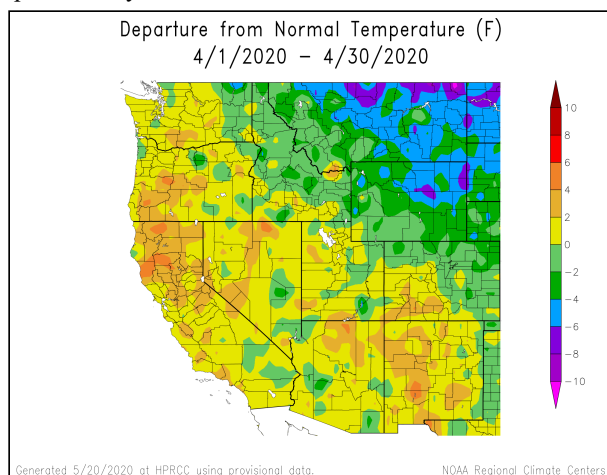 Departure from Normal Temperature (F)
4/1/2020 – 4/30/2020
10
8
6
4
2
0
−2
−4
−6
−8
−10
Generated 5/20/2020 at HPRCC using provisional data.
NOAA Regional Climate Centers